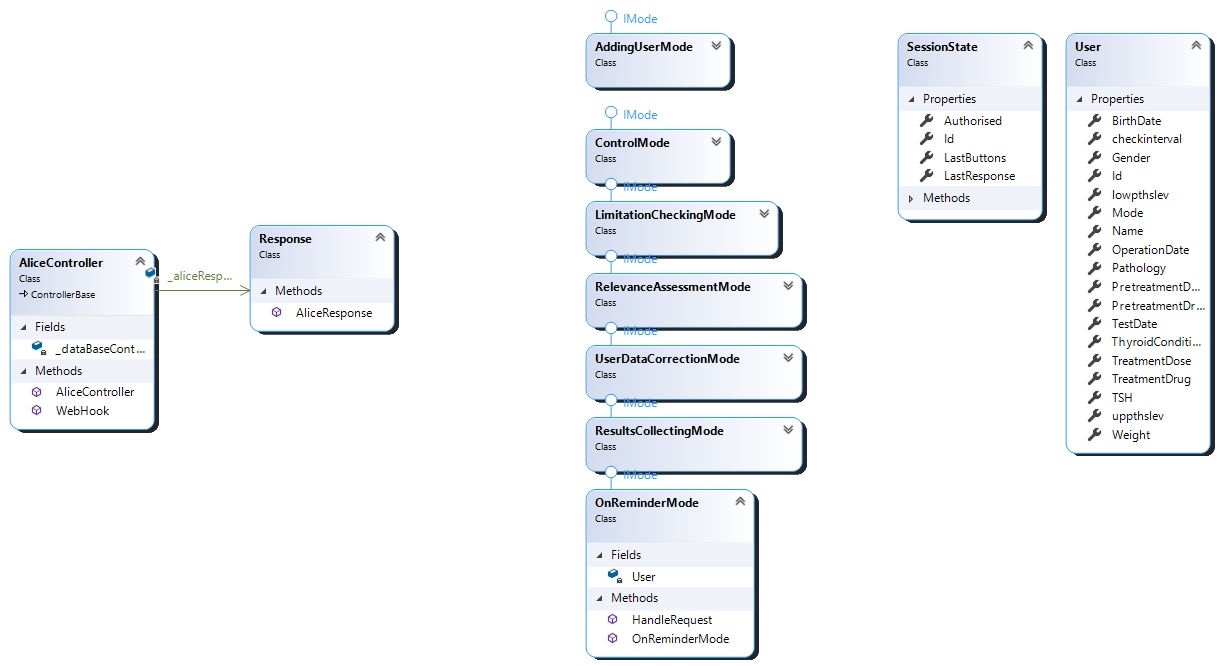 AliceController
Class
ControllerBase
Fields
_dataBaseCont...
Methods
AliceController
WebHook
_aliceResp...
Response
Class
Methods
AliceResponse
IMode
AddingUserMode
Class
IMode
ControlMode
Class
IMode
LimitationCheckingMode
Class
IMode
RelevanceAssessmentMode
Class
IMode
UserDataCorrectionMode
Class
IMode
ResultsCollectingMode
Class
IMode
OnReminderMode
Class
Fields
User
Methods
HandleRequest
OnReminderMode
SessionState
Class
Properties
Authorised
Id
LastButtons
LastResponse
Methods
User
Class
Properties
BirthDate
checkinterval
Gender
Id
lowpthslev
Mode
Name
OperationDate
Pathology
PretreatmentD...
PretreatmentDr...
TestDate
ThyroidConditi...
TreatmentDose
TreatmentDrug
TSH
uppthslev
Weight